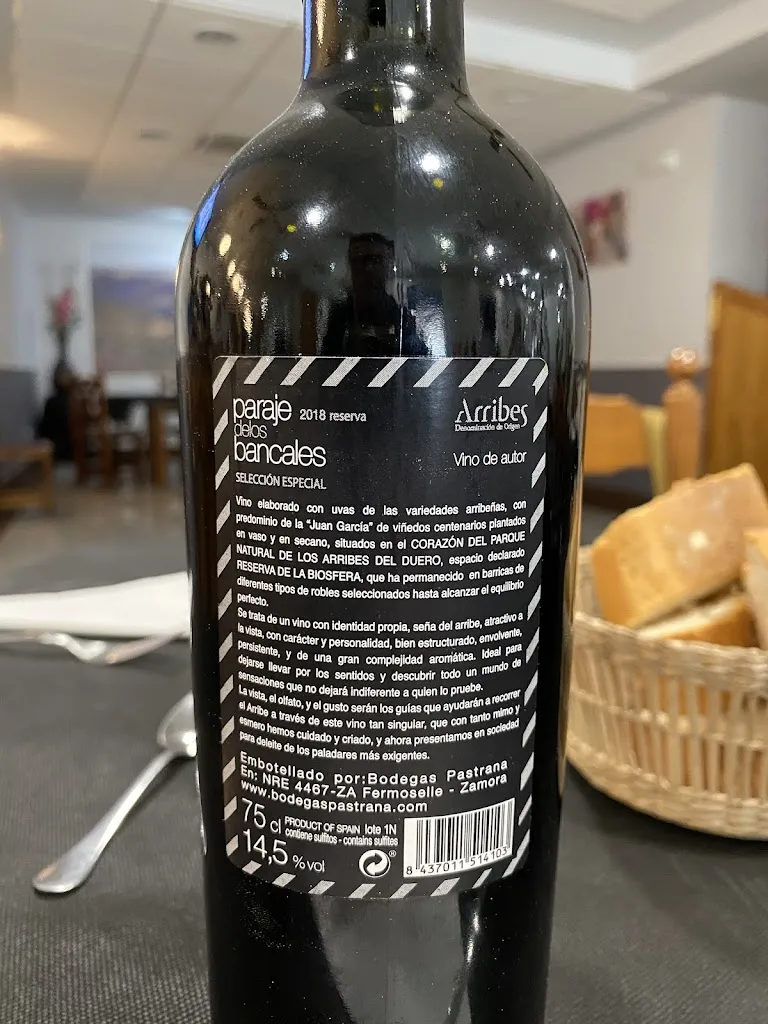 paraje 2018 reserva
delos
bancales
Arribes
Denominación de Origen
Vino de autor
SELECCIÓN ESPECIAL
Vino elaborado con uvas de las variedades arribeñas, con
predominio de la "Juan García" de viñedos centenarios plantados
en vaso y en secano, situados en el CORAZÓN DEL PARQUE
NATURAL DE LOS ARRIBES DEL DUERO, espacio declarado
RESERVA DE LA BIOSFERA, que ha permanecido en barricas de
diferentes tipos de robles seleccionados hasta alcanzar el equilibrio
perfecto.
Se trata de un vino con identidad propia, seña del arribe, atractivo a
la vista, con carácter y personalidad, bien estructurado, envolvente,
persistente, y de una gran complejidad aromática. Ideal para
dejarse llevar por los sentidos y descubrir todo un mundo de
sensaciones que no dejará indiferente a quien lo pruebe.
La vista, el olfato, y el gusto serán los guías que ayudarán a recorrer
el Arribe a través de este vino tan singular, que con tanto mimo y
esmero hemos cuidado y criado, y ahora presentamos en sociedad
para deleite de los paladares más exigentes.
Embotellado por:Bodegas Pastrana
En: NRE 4467-ZA Fermoselle - Zamora
www.bodegaspastrana.com
75 cl PRODUCT OF SPAIN lote 1N
contiene sulfitos - contains sulfites
14,5 % vol
®
8 437011 514103